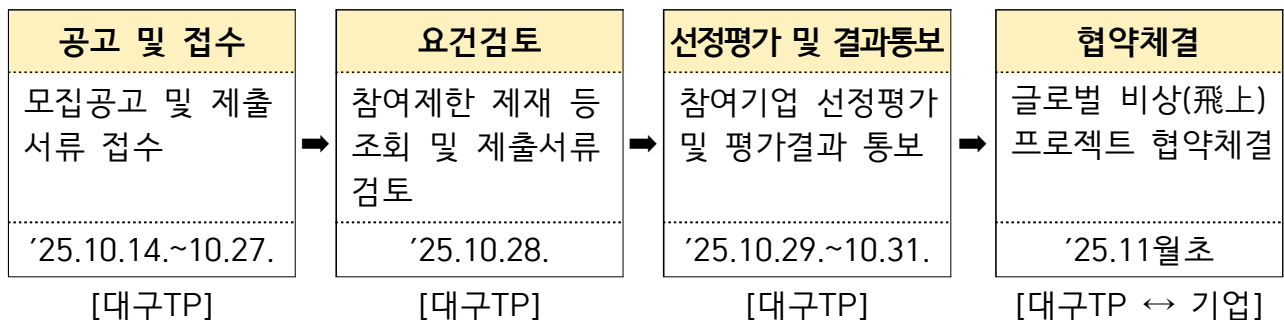 공고 및 접수
모집공고 및 제출
서류 접수
′25.10.14.~10.27.
[대구TP]
➡
요건검토
참여제한 제재 등
조회 및 제출서류
검토
′25.10.28.
[대구TP]
➡
선정평가 및 결과통보
참여기업 선정평가
및 평가결과 통보
′25.10.29.~10.31.
[대구TP]
➡
협약체결
글로벌 비상(飛上)
프로젝트 협약체결
′25.11월초
[대구TP ↔ 기업]